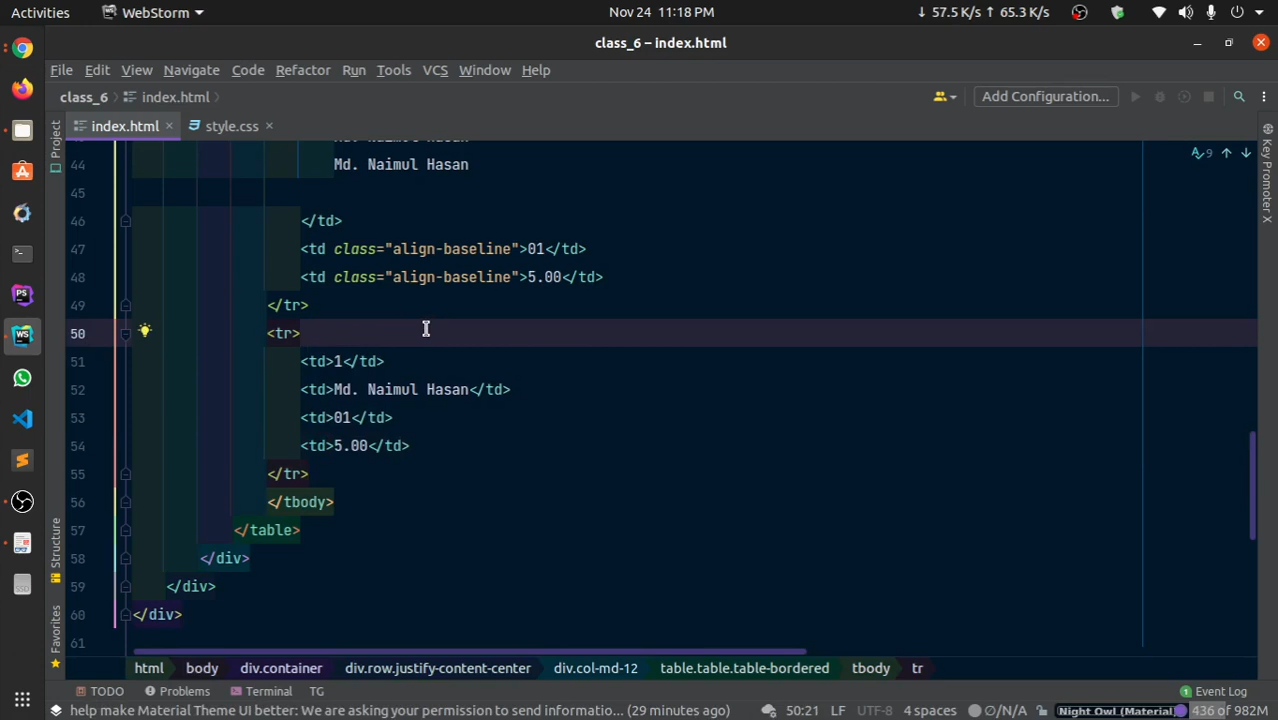 Activities WebStorm Nov 24 11:18 PM ↓ 57.5 K/s ↑ 65.3 K/s
class_6 – index.html
File Edit View Navigate Code Refactor Run Tools VCS Window Help
class_6 index.html Add Configuration...
index.html style.css
Project
Key Promoter X
Structure
Favorites
9
44 Md. Naimul Hasan
45
46 </td>
47 <td class="align-baseline">01</td>
48 <td class="align-baseline">5.00</td>
49 </tr>
50 <tr>
51 <td>1</td>
52 <td>Md. Naimul Hasan</td>
53 <td>01</td>
54 <td>5.00</td>
55 </tr>
56 </tbody>
57 </table>
58 </div>
59 </div>
60 </div>
61
html body div.container div.row.justify-content-center div.col-md-12 table.table.table-bordered tbody tr
TODO Problems Terminal TG 1 Event Log
help make Material Theme UI better: We are asking your permission to send informatio... (29 minutes ago) 50:21 LF UTF-8 4 spaces ∅/N/A Night Owl (Material) 436 of 982M